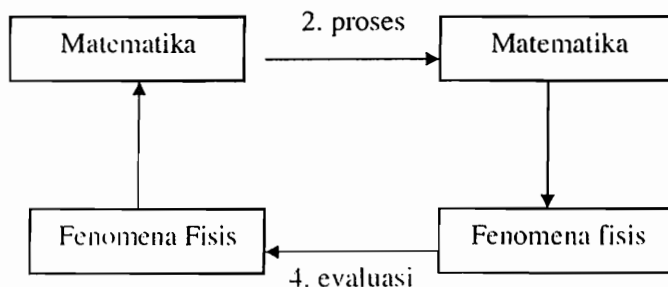 Matematika
2. proses
Matematika
Fenomena Fisis
Fenomena fisis
4. evaluasi